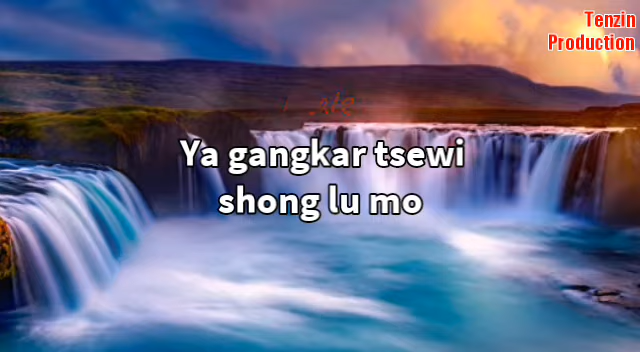 Tenzin
Production
Ya gangkar tsewi
shong lu mo